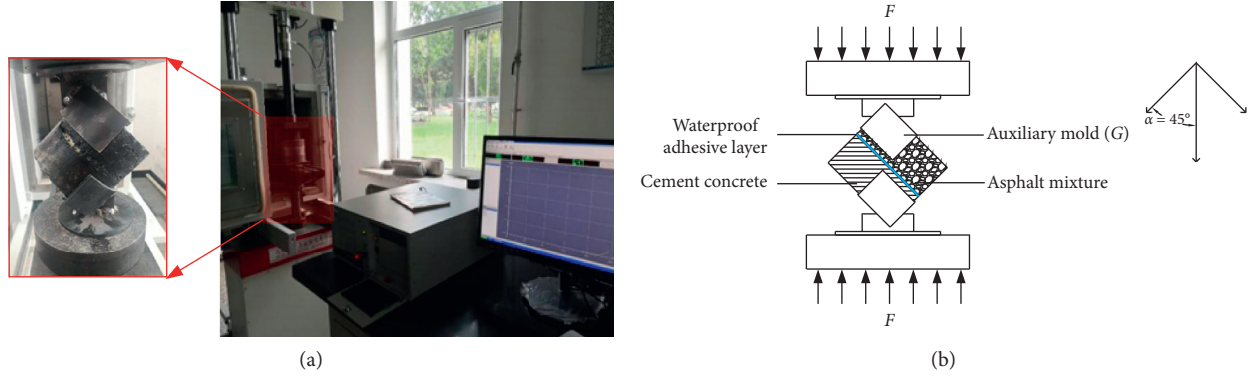 F
Waterproof
adhesive layer
Cement concrete
Auxiliary mold (G)
Asphalt mixture
α = 45°
F
(a)
(b)